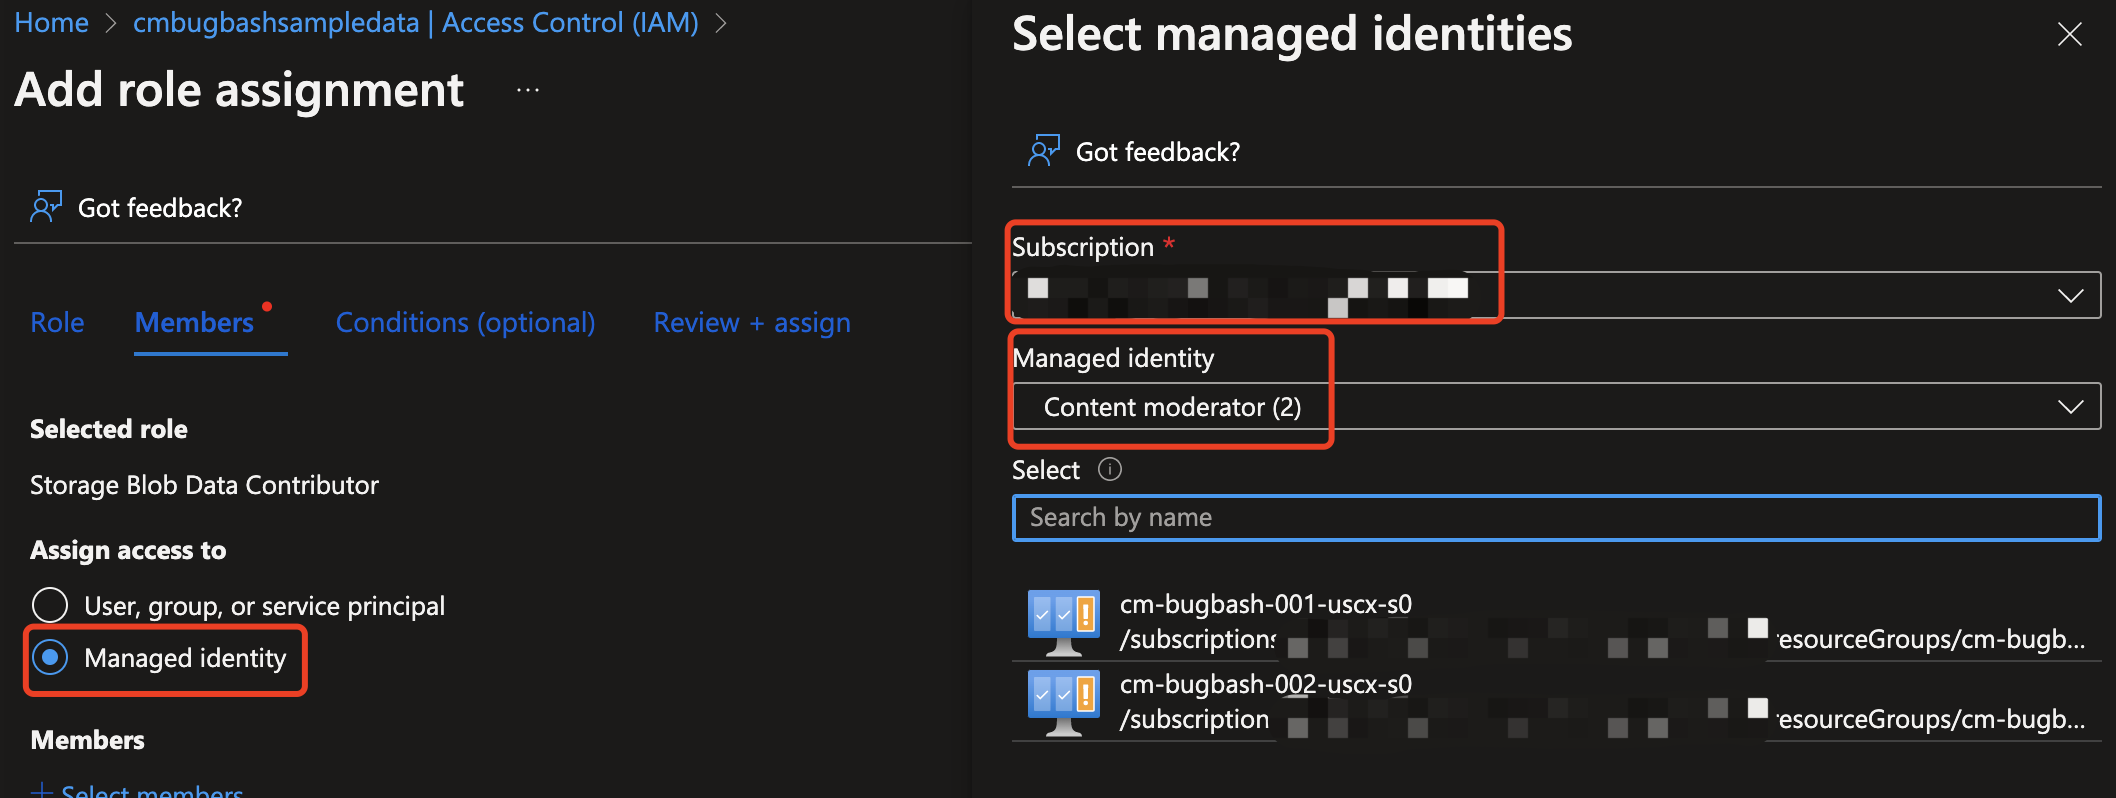 Home > cmbugbashsampledata | Access Control (IAM) >
Add role assignment ...
Got feedback?
Role Members Conditions (optional) Review + assign
Selected role
Storage Blob Data Contributor
Assign access to
User, group, or service principal
Managed identity
Members
+ Select members
Select managed identities
Got feedback?
Subscription *
Managed identity
Content moderator (2)
Select
Search by name
cm-bugbash-001-uscx-s0
/subscriptions esourceGroups/cm-bugb...
cm-bugbash-002-uscx-s0
/subscription esourceGroups/cm-bugb...